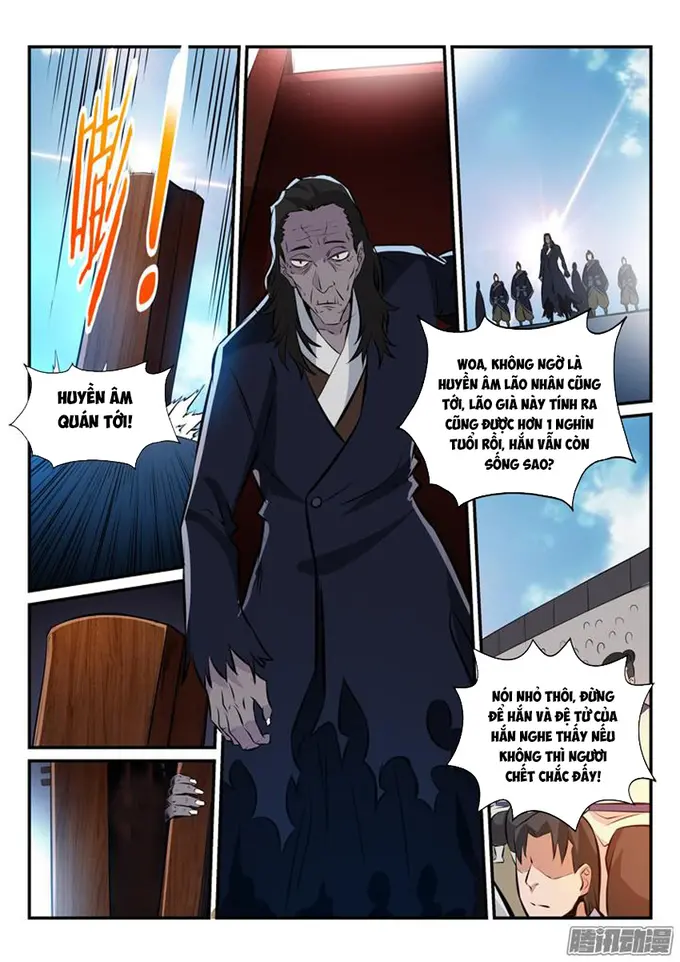 嘭!
HUYỀN ÂM
QUÁN TỚI!
WOA, KHÔNG NGỜ LÀ
HUYỀN ÂM LÃO NHÂN CŨNG
TỚI, LÃO GIÀ NÀY TÍNH RA
CŨNG ĐƯỢC HƠN 1 NGHÌN
TUỔI RỒI, HẮN VẪN CÒN
SỐNG SAO?
NÓI NHỎ THÔI, ĐỪNG
ĐỂ HẮN VÀ ĐỆ TỬ CỦA
HẮN NGHE THẤY NẾU
KHÔNG THÌ NGƯƠI
CHẾT CHẮC ĐẤY!
腾讯动漫